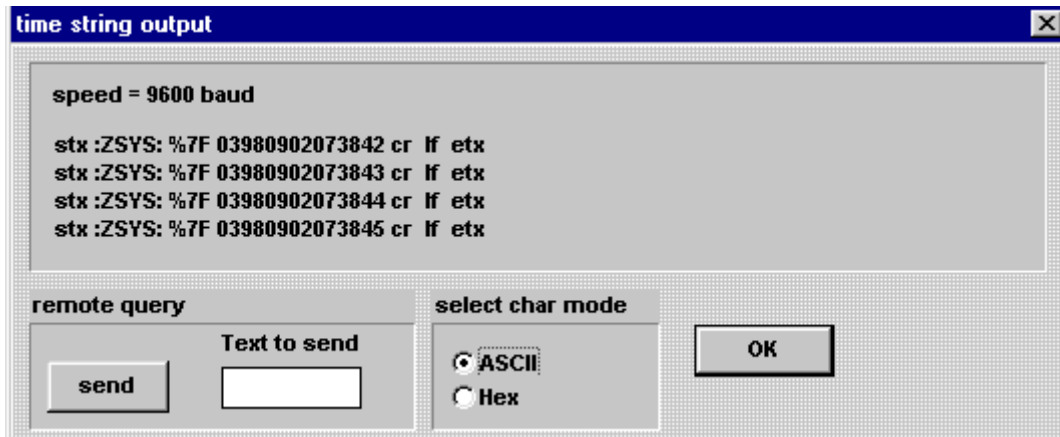 time string output
speed = 9600 baud
stx :ZSYS: %7F 03980902073842 cr lf etx
stx :ZSYS: %7F 03980902073843 cr lf etx
stx :ZSYS: %7F 03980902073844 cr lf etx
stx :ZSYS: %7F 03980902073845 cr lf etx
remote query
Text to send
send
select char mode
ASCII
Hex
OK